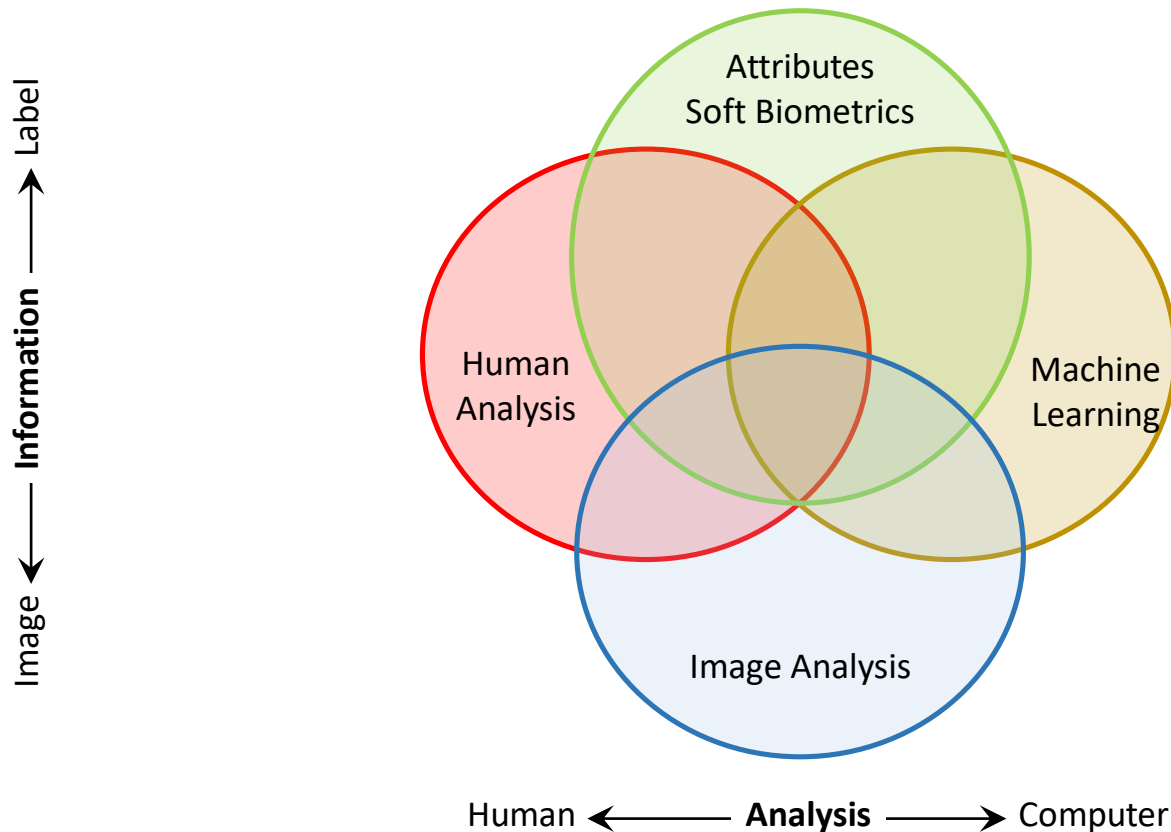 Attributes
Soft Biometrics
Human
Analysis
Machine
Learning
Image Analysis
Image Information Label
Human Analysis Computer